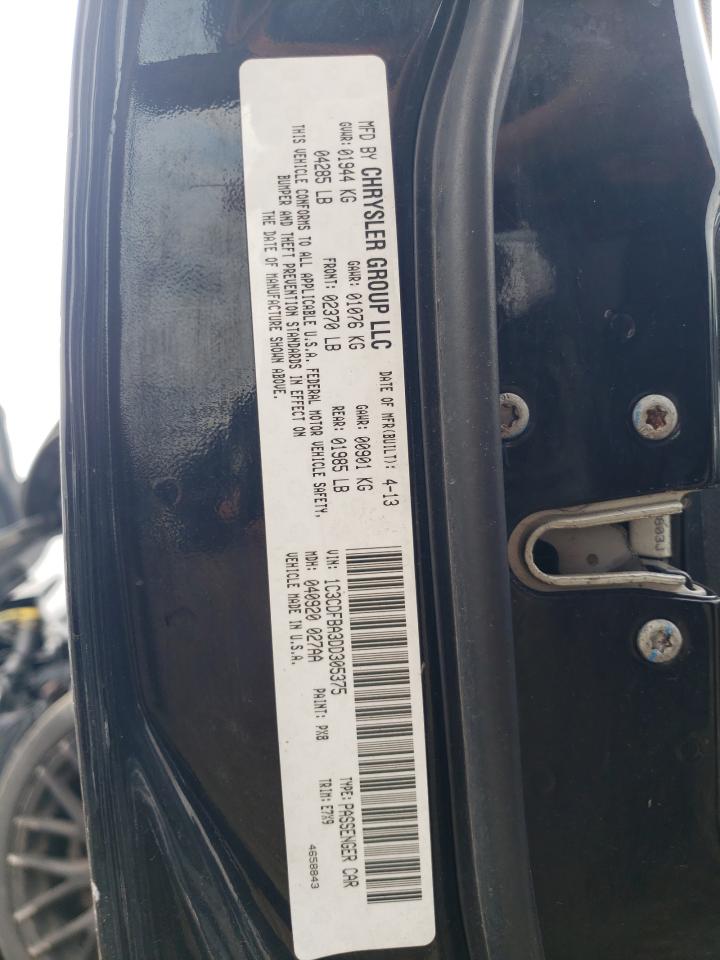 MFD BY CHRYSLER GROUP LLC DATE OF MFR(BUILT): 4-13
GVWR: 01944 KG GAWR: 01076 KG GAWR: 00901 KG
04285 LB FRONT: 02370 LB REAR: 01985 LB
THIS VEHICLE CONFORMS TO ALL APPLICABLE U.S.A. FEDERAL MOTOR VEHICLE SAFETY,
BUMPER AND THEFT PREVENTION STANDARDS IN EFFECT ON
THE DATE OF MANUFACTURE SHOWN ABOVE.
VIN: 1C3CDFBA3DD305375 TYPE: PASSENGER CAR
MDH: 040920 027AA PAINT: PX8 TRIM: E7X9
VEHICLE MADE IN U.S.A. 4658843